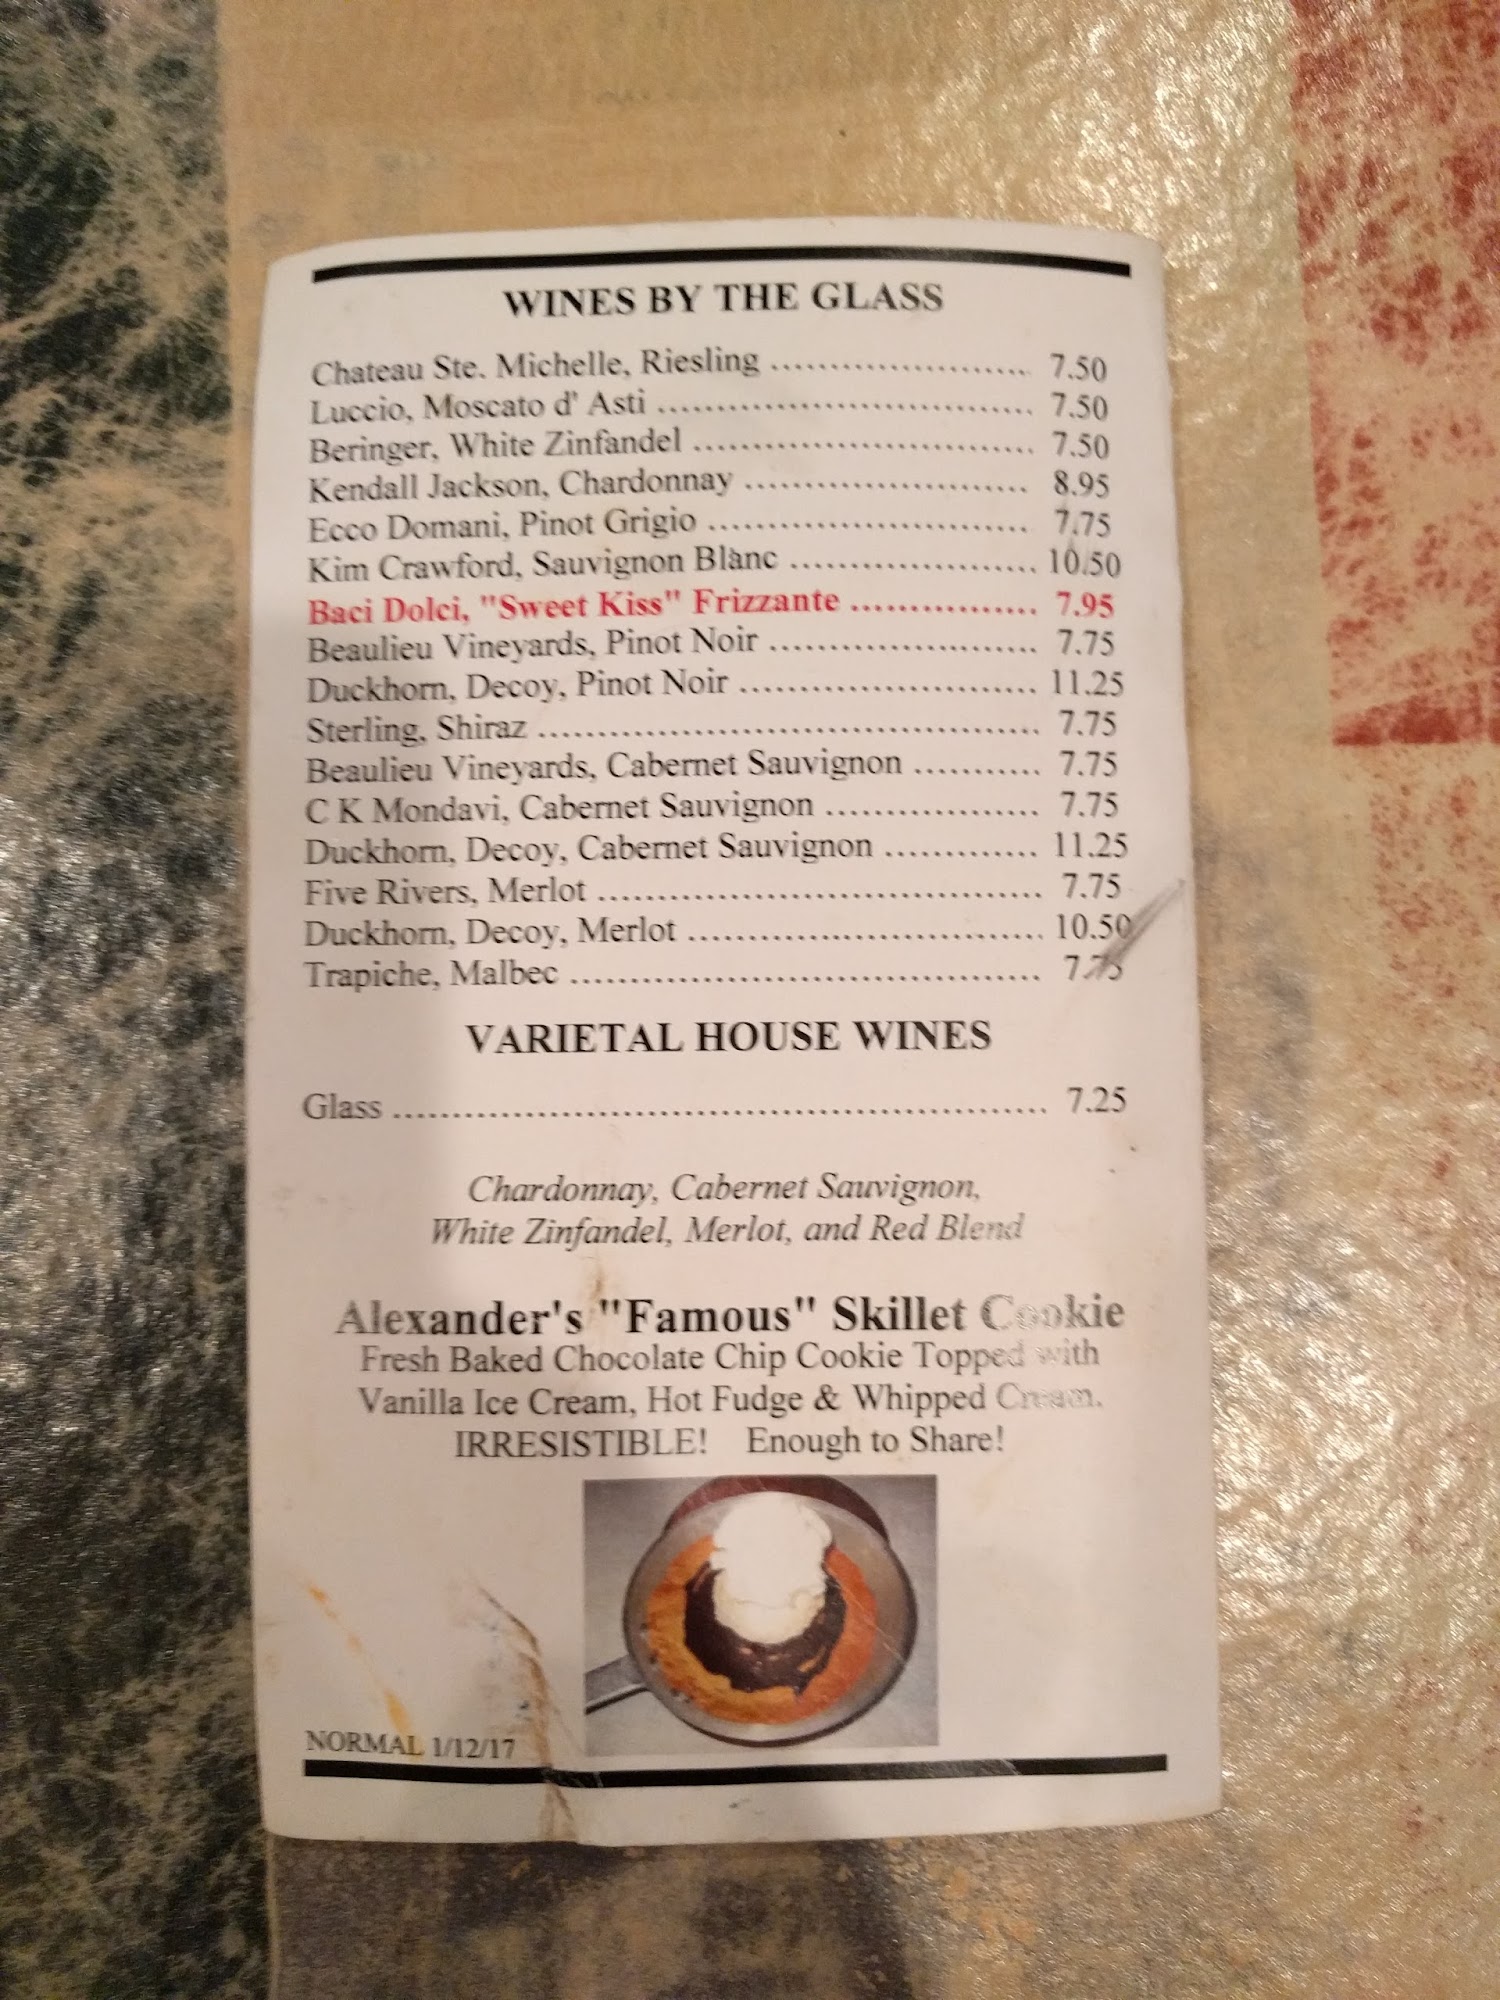 WINES BY THE GLASS
Chateau Ste. Michelle, Riesling ...................... 7.50
Luccio, Moscato d' Asti ................................ 7.50
Beringer, White Zinfandel ............................. 7.50
Kendall Jackson, Chardonnay ........................ 8.95
Ecco Domani, Pinot Grigio ........................... 7.75
Kim Crawford, Sauvignon Blanc ..................... 10.50
Baci Dolci, "Sweet Kiss" Frizzante ................ 7.95
Beaulieu Vineyards, Pinot Noir ....................... 7.75
Duckhorn, Decoy, Pinot Noir ......................... 11.25
Sterling, Shiraz ........................................... 7.75
Beaulieu Vineyards, Cabernet Sauvignon ........... 7.75
C K Mondavi, Cabernet Sauvignon .................. 7.75
Duckhorn, Decoy, Cabernet Sauvignon ............. 11.25
Five Rivers, Merlot ...................................... 7.75
Duckhorn, Decoy, Merlot .............................. 10.50
Trapiche, Malbec ........................................ 7.75
VARIETAL HOUSE WINES
Glass ....................................................... 7.25
Chardonnay, Cabernet Sauvignon,
White Zinfandel, Merlot, and Red Blend
Alexander's "Famous" Skillet Cookie
Fresh Baked Chocolate Chip Cookie Topped with
Vanilla Ice Cream, Hot Fudge & Whipped Cream.
IRRESISTIBLE! Enough to Share!
NORMAL 1/12/17